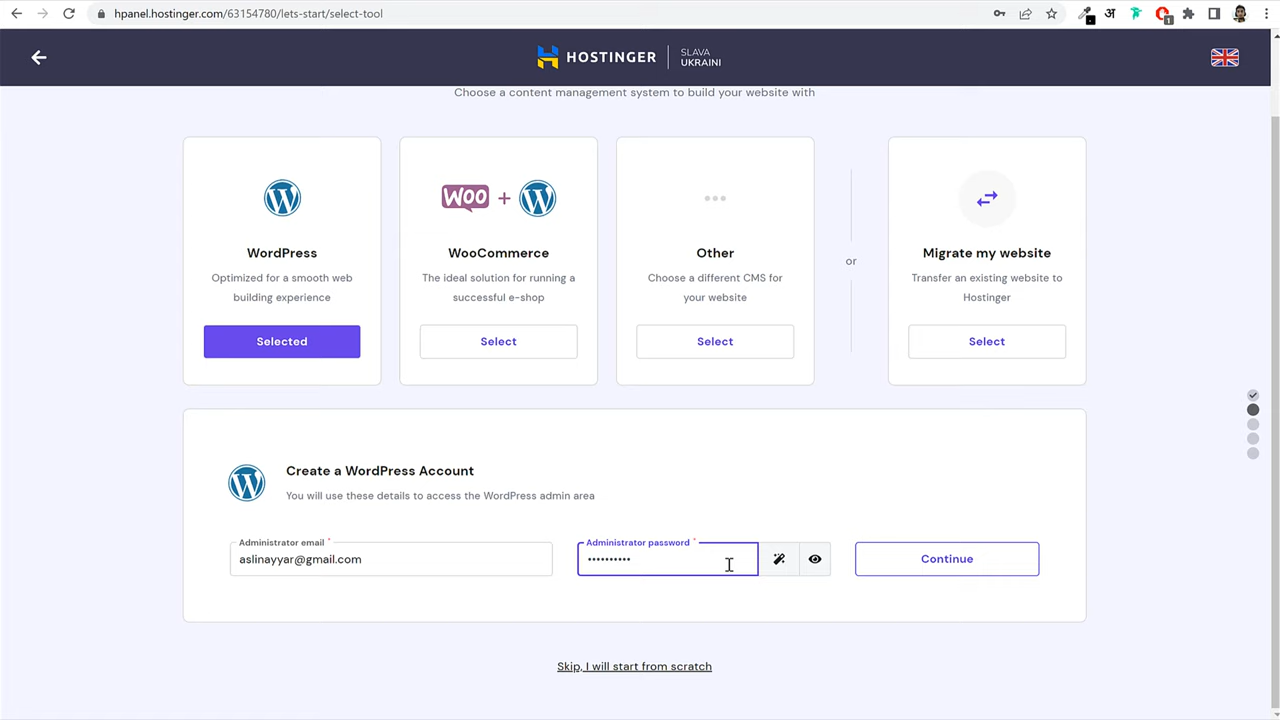 hpanel.hostinger.com/63154780/lets-start/select-tool
अ
1
HOSTINGER
SLAVA
UKRAINI
Choose a content management system to build your website with
WordPress
Optimized for a smooth web
building experience
Selected
WOO +
WooCommerce
The ideal solution for running a
successful e-shop
Select
Other
Choose a different CMS for
your website
Select
or
Migrate my website
Transfer an existing website to
Hostinger
Select
Create a WordPress Account
You will use these details to access the WordPress admin area
Administrator email *
aslinayyar@gmail.com
Administrator password *
••••••••••
Continue
Skip, I will start from scratch